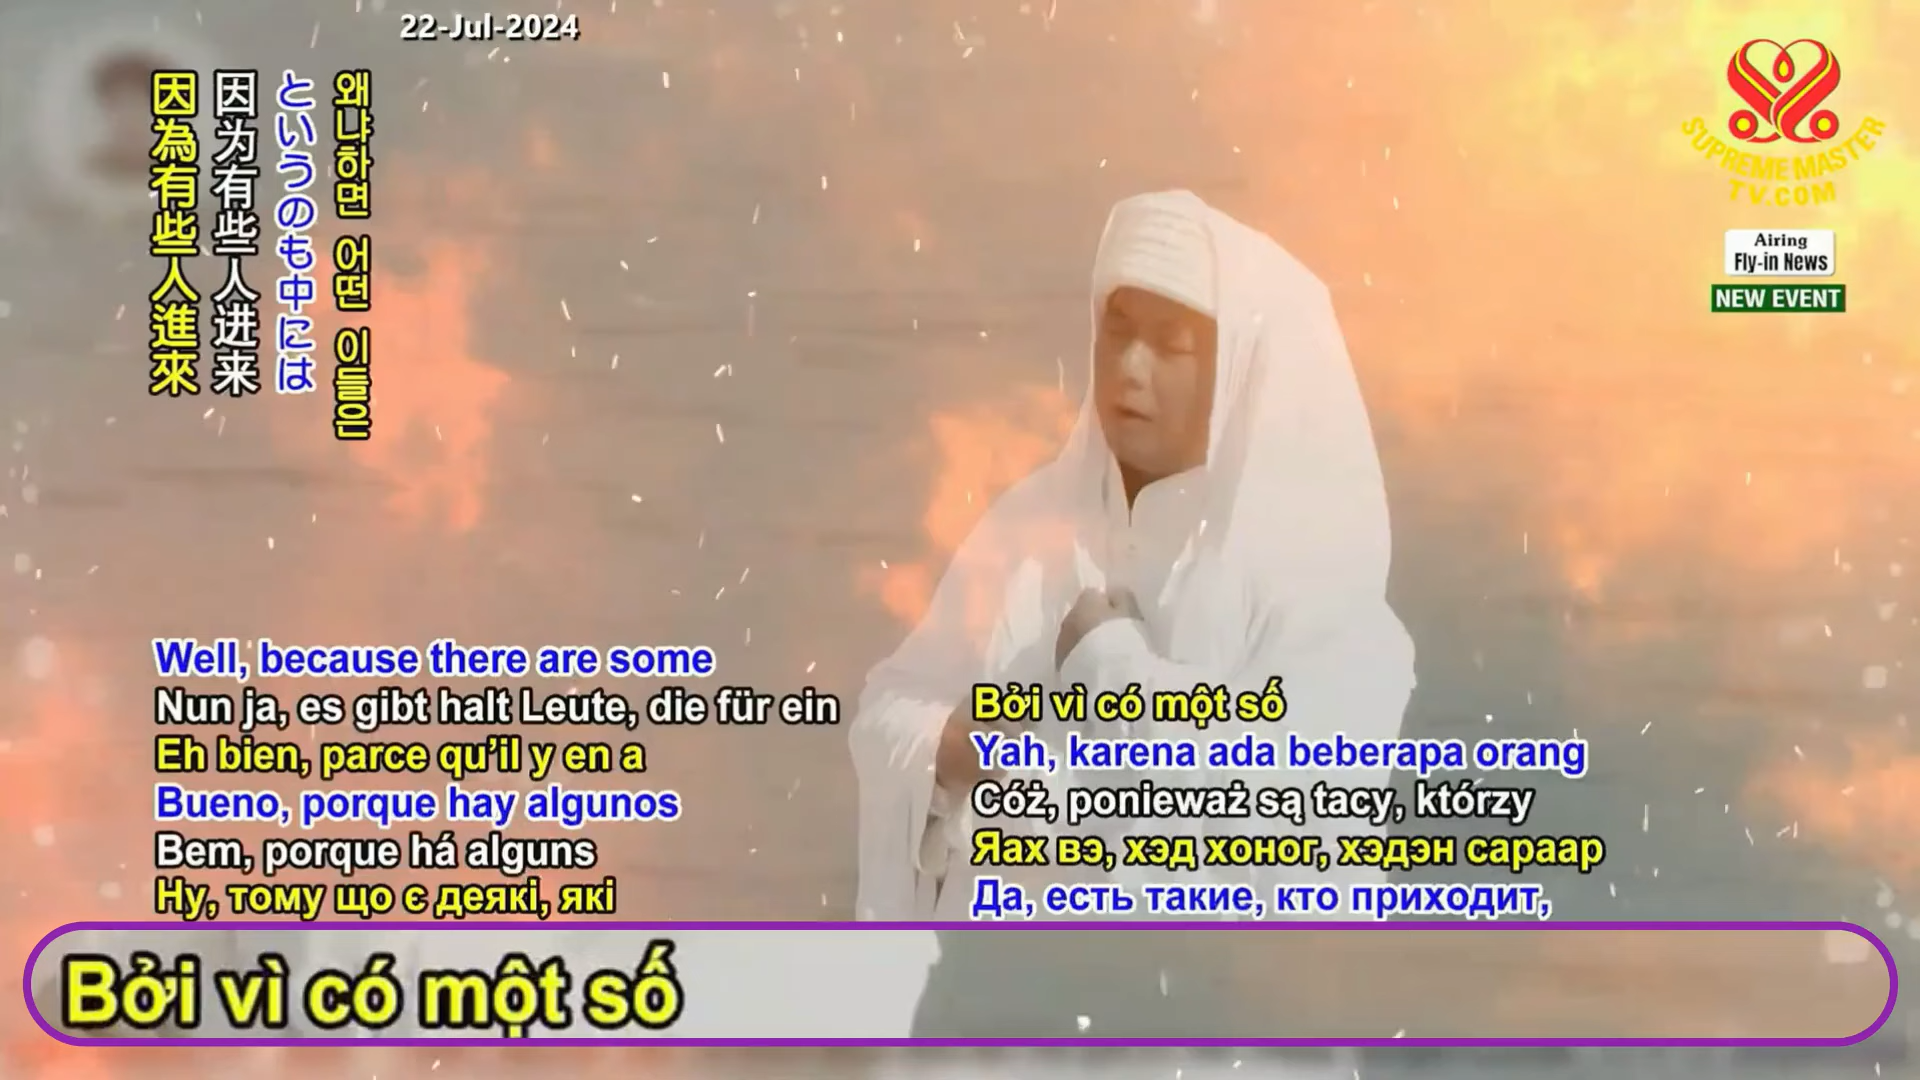 22-Jul-2024
因為有些人進來
因为有些人进来
というのも中には
왜냐하면 어떤 이들은
SUPREME MASTER
TV.COM
Airing
Fly-in News
NEW EVENT
Well, because there are some
Nun ja, es gibt halt Leute, die für ein
Eh bien, parce qu’il y en a
Bueno, porque hay algunos
Bem, porque há alguns
Ну, тому що є деякі, які
Bởi vì có một số
Yah, karena ada beberapa orang
Cóż, ponieważ są tacy, którzy
Яах вэ, хэд хоног, хэдэн сараар
Да, есть такие, кто приходит,
Bởi vì có một số